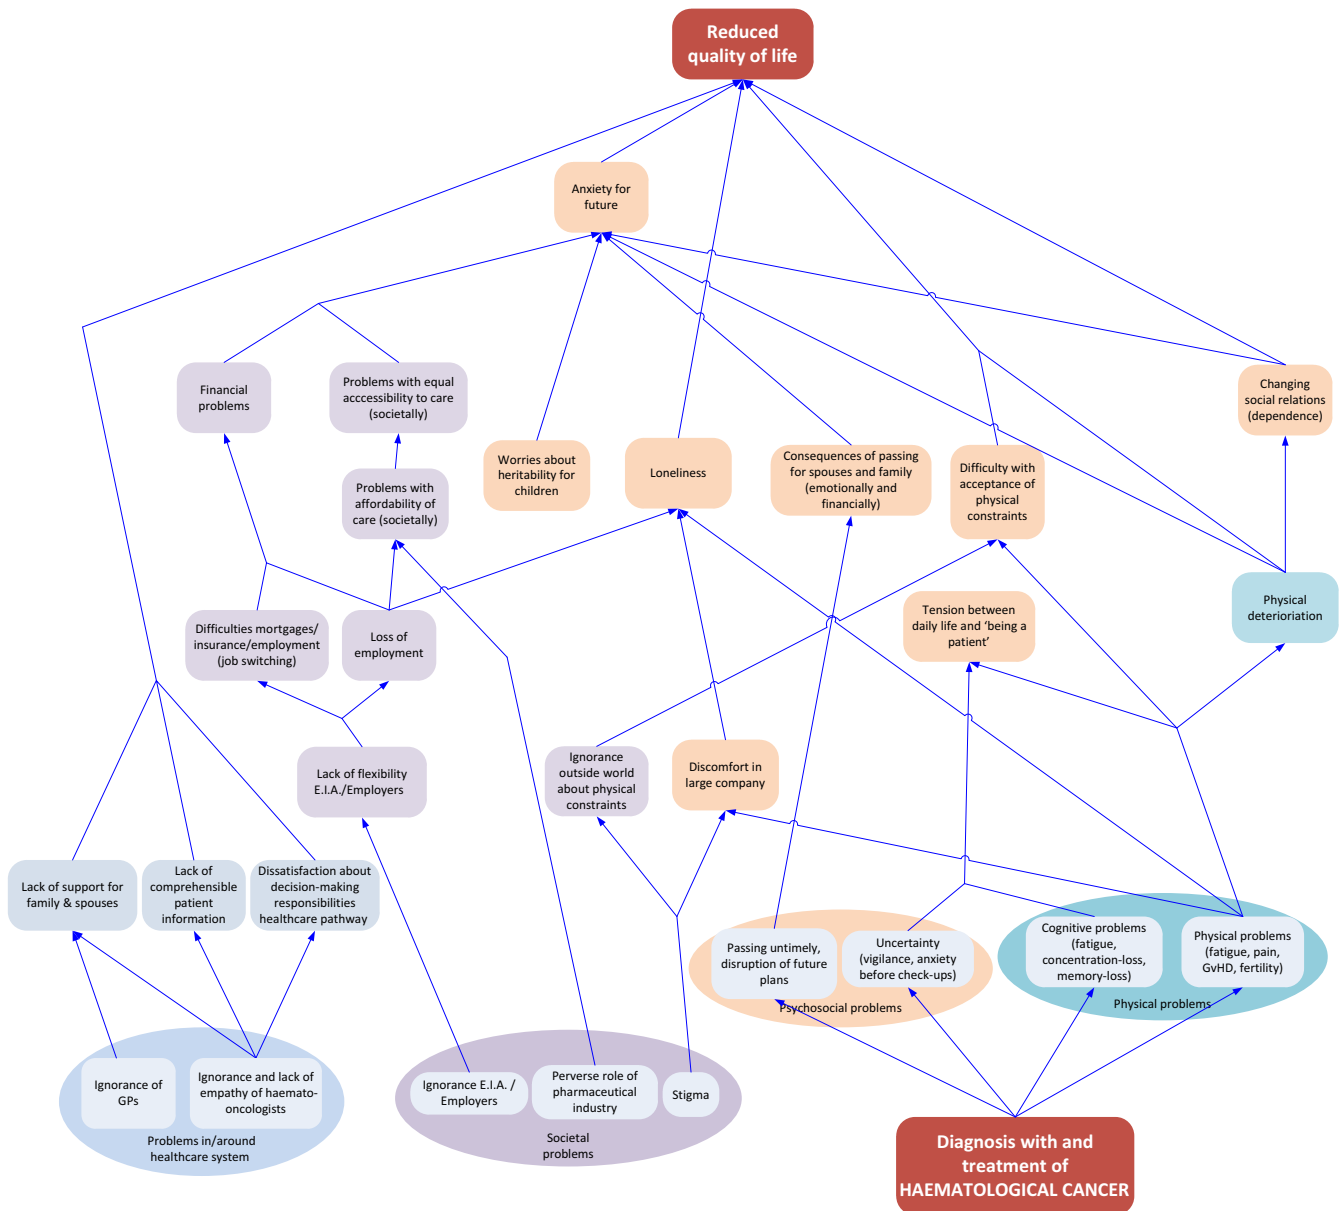 Reduced
quality of life
Anxiety for
future
Financial
problems
Problems with equal
acccessibility to care
(societally)
Changing
social relations
(dependence)
Worries about
heritability for
children
Loneliness
Consequences of passing
for spouses and family
(emotionally and
financially)
Difficulty with
acceptance of
physical
constraints
Problems with
affordability of
care (societally)
Physical
deterioriation
Tension between
daily life and ‘being a
patient’
Difficulties mortgages/
insurance/employment
(job switching)
Loss of
employment
Lack of flexibility
E.I.A./Employers
Ignorance
outside world
about physical
constraints
Discomfort in
large company
Lack of support for
family & spouses
Lack of
comprehensible
patient
information
Dissatisfaction about
decision-making
responsibilities
healthcare pathway
Passing untimely,
disruption of future
plans
Uncertainty
(vigilance, anxiety
before check-ups)
Psychosocial problems
Cognitive problems
(fatigue,
concentration-loss,
memory-loss)
Physical problems
(fatigue, pain,
GvHD, fertility)
Physical problems
Ignorance of
GPs
Ignorance and lack of
empathy of haemato-
oncologists
Problems in/around
healthcare system
Ignorance E.I.A. /
Employers
Perverse role of
pharmaceutical
industry
Stigma
Societal
problems
Diagnosis with and
treatment of
HAEMATOLOGICAL CANCER